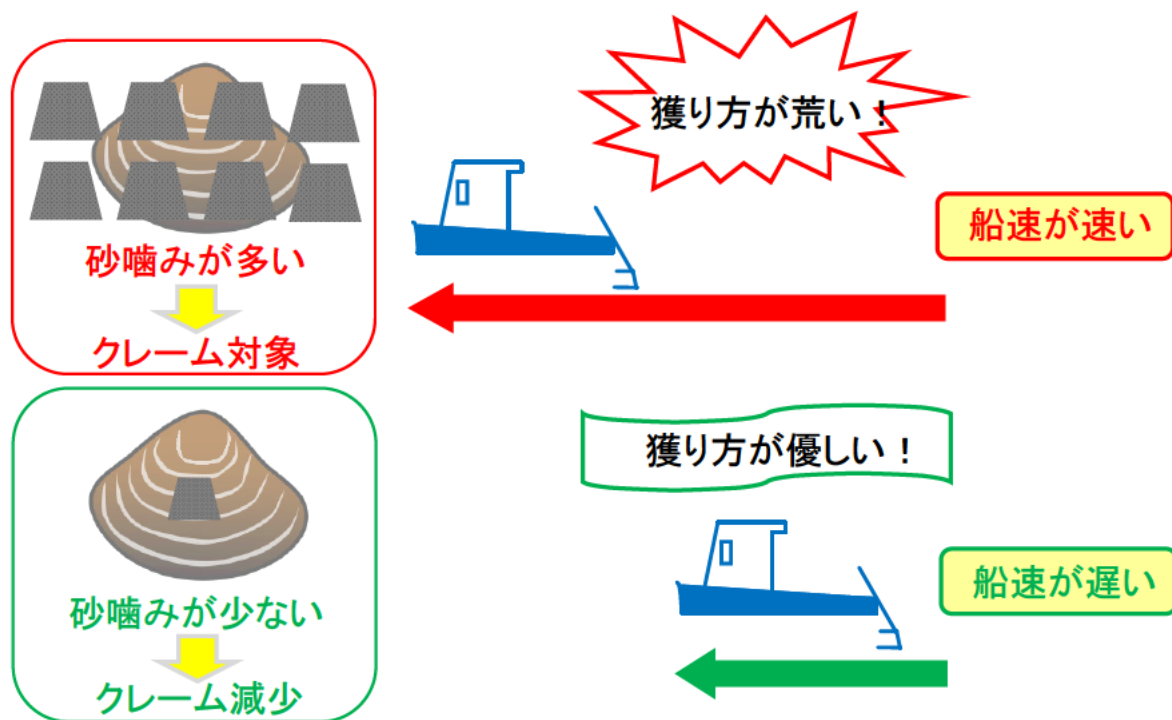 獲り方が荒い！
船速が速い
砂噛みが多い
クレーム対象
獲り方が優しい！
船速が遅い
砂噛みが少ない
クレーム減少